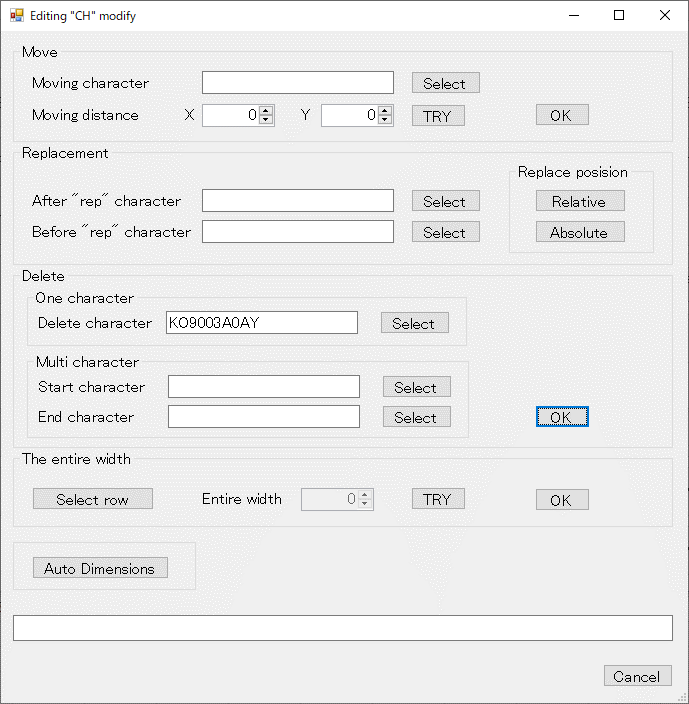 Editing "CH" modify
Move
Moving character Select
Moving distance X 0 Y 0 TRY OK
Replacement
Replace posision
After "rep" character Select Relative
Before "rep" character Select Absolute
Delete
One character
Delete character KO9003A0AY Select
Multi character
Start character Select
End character Select OK
The entire width
Select row Entire width 0 TRY OK
Auto Dimensions
Cancel